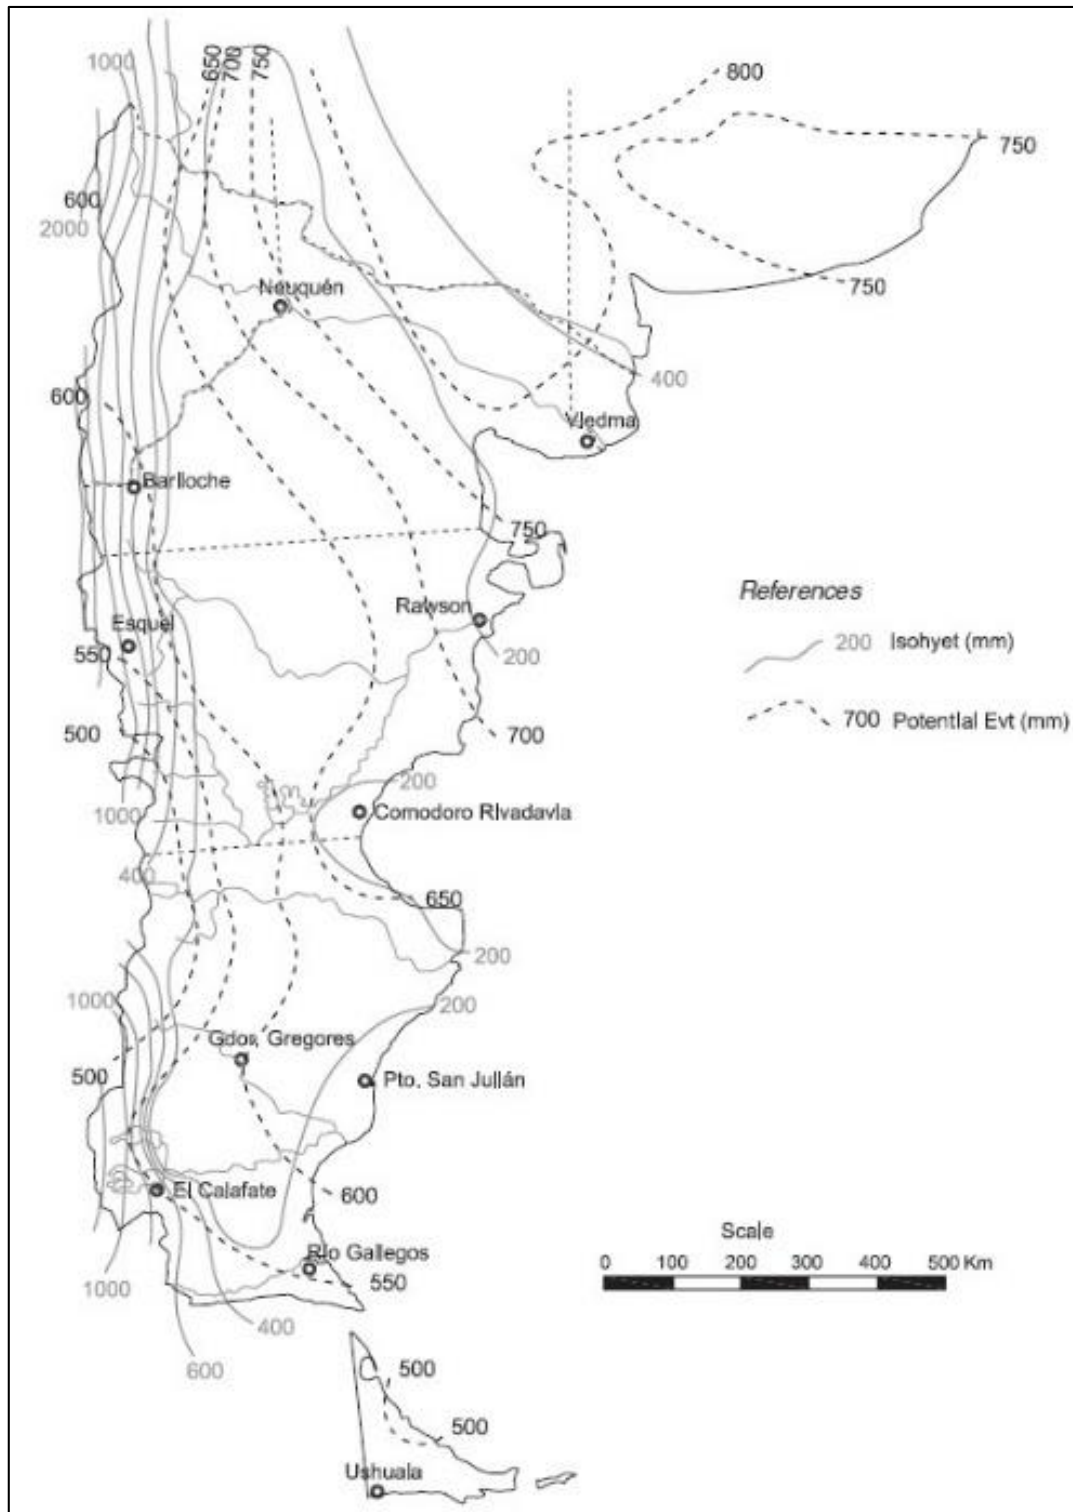 650
700
750
1000
800
750
600
2000
750
Neuquén
400
600
Viedma
Bariloche
750
References
Rawson
Esquel
550
200
200 Isohyet (mm)
500
700
700 Potential Evt (mm)
200
1000
Comodoro Rivadavia
400
650
200
1000
200
Gdor. Gregores
500
Pto. San Julián
El Calafate
600
Scale
Río Gallegos
0 100 200 300 400 500 Km
1000
550
400
600
500
500
Ushuaia